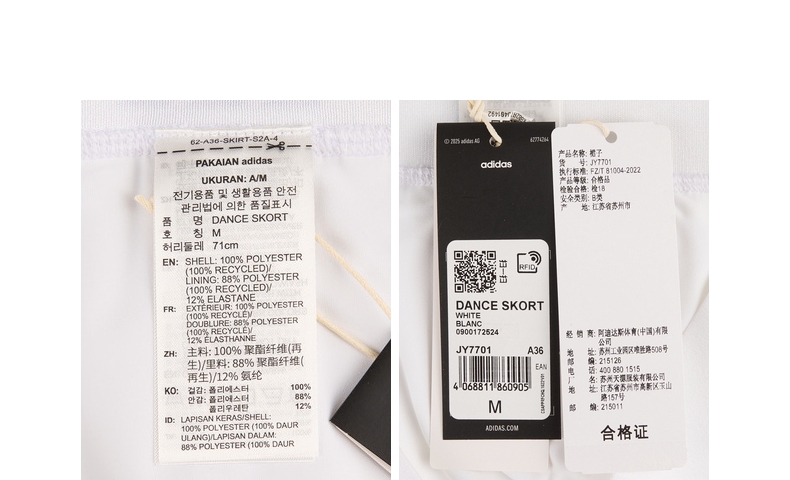 62-A36-SKIRT-S2A-4
PAKAIAN adidas
UKURAN: A/M
전기용품 및 생활용품 안전
관리법에 의한 품질표시
품 명 DANCE SKORT
호 칭 M
허리둘레 71cm
EN: SHELL: 100% POLYESTER
(100% RECYCLED)/
LINING: 88% POLYESTER
(100% RECYCLED)/
12% ELASTANE
FR: EXTÉRIEUR: 100% POLYESTER
(100% RECYCLÉ)/
DOUBLURE: 88% POLYESTER
(100% RECYCLÉ)/
12% ÉLASTHANNE
ZH: 主料: 100% 聚酯纤维(再
生)/里料: 88% 聚酯纤维(再
再生)/12% 氨纶
KO: 겉감: 폴리에스터 100%
안감: 폴리에스터 88%
폴리우레탄 12%
ID: LAPISAN KERAS/SHELL:
100% POLYESTER (100% DAUR
ULANG)/LAPISAN DALAM:
88% POLYESTER (100% DAUR
© 2025 adidas AG 62774264
adidas
RFID
DANCE SKORT
WHITE
BLANC
0900172524
JY7701 A36
EAN
4 068811 860905
M
ADIDAS.COM
产品名称: 裙子
货 号: JY7701
执行标准: FZ/T 81004-2022
产品等级: 合格品
检验合格: 检18
安全类别: B类
产 地: 江苏省苏州市
经 销 商: 阿迪达斯体育(中国)有限
公司
地 址: 苏州工业园区唯胜路508号
邮 编: 215126
电 话: 400 880 1515
厂 名: 苏州天骥服装有限公司
地 址: 江苏省苏州市高新区玉山
路157号
邮 编: 215011
合格证